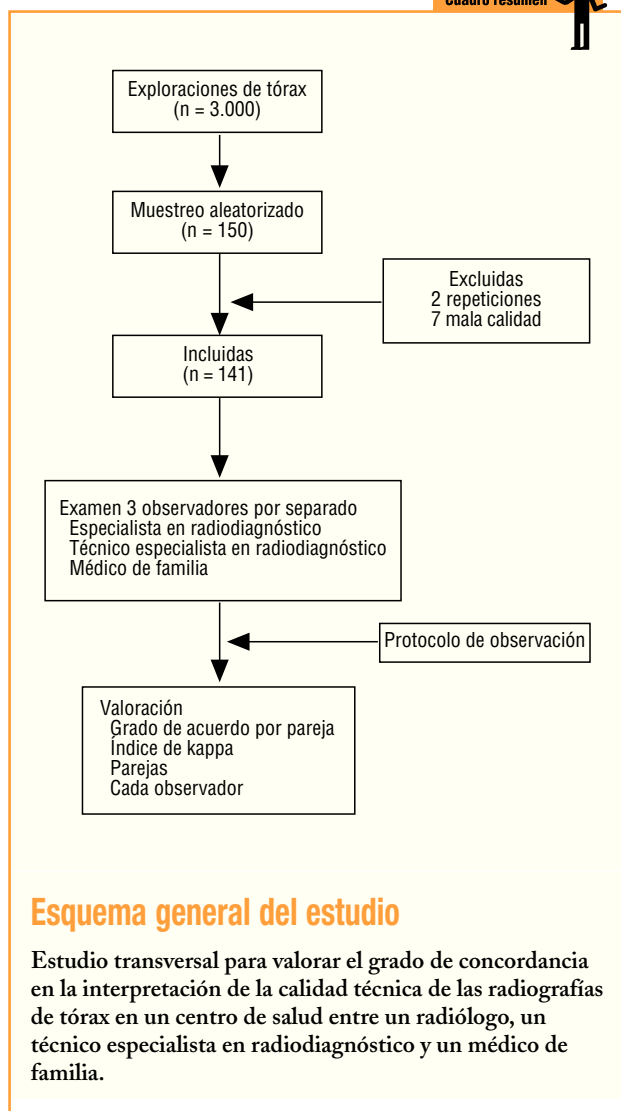 Cuadro resumen
Exploraciones de tórax
(n = 3.000)
Muestreo aleatorizado
(n = 150)
Excluidas
2 repeticiones
7 mala calidad
Incluidas
(n = 141)
Examen 3 observadores por separado
Especialista en radiodiagnóstico
Técnico especialista en radiodiagnóstico
Médico de familia
Protocolo de observación
Valoración
Grado de acuerdo por pareja
Índice de kappa
Parejas
Cada observador
Esquema general del estudio
Estudio transversal para valorar el grado de concordancia
en la interpretación de la calidad técnica de las radiografías
de tórax en un centro de salud entre un radiólogo, un
técnico especialista en radiodiagnóstico y un médico de
familia.